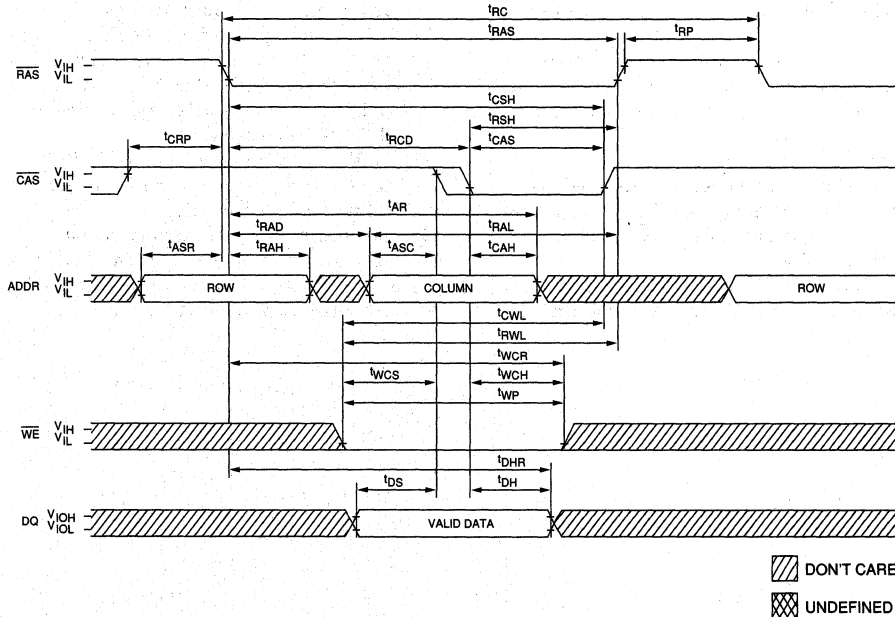 tRC
tRAS
tRP
RAS VIH
VIL
tCSH
tRSH
tCRP
tRCD
tCAS
CAS VIH
VIL
tAR
tRAD
tRAL
tASR
tRAH
tASC
tCAH
ADDR VIH
VIL
ROW
COLUMN
ROW
tCWL
tRWL
tWCR
tWCS
tWCH
tWP
WE VIH
VIL
tDHR
tDS
tDH
DQ VIOH
VIOL
VALID DATA
DON'T CARE
UNDEFINED